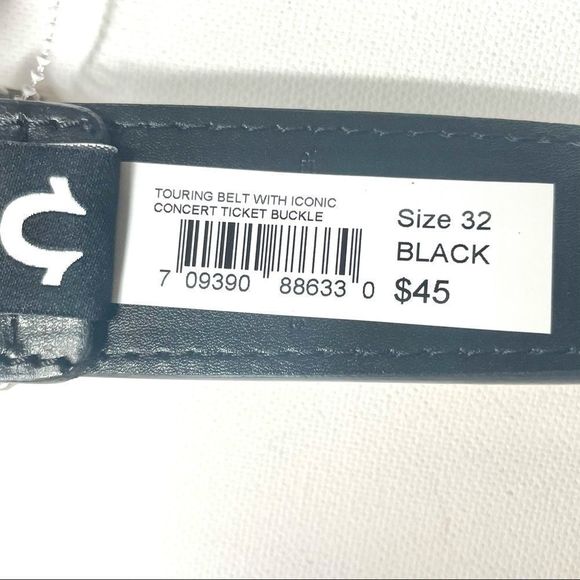 TOURING BELT WITH ICONIC
CONCERT TICKET BUCKLE
7 09390 88633 0
Size 32
BLACK
$45